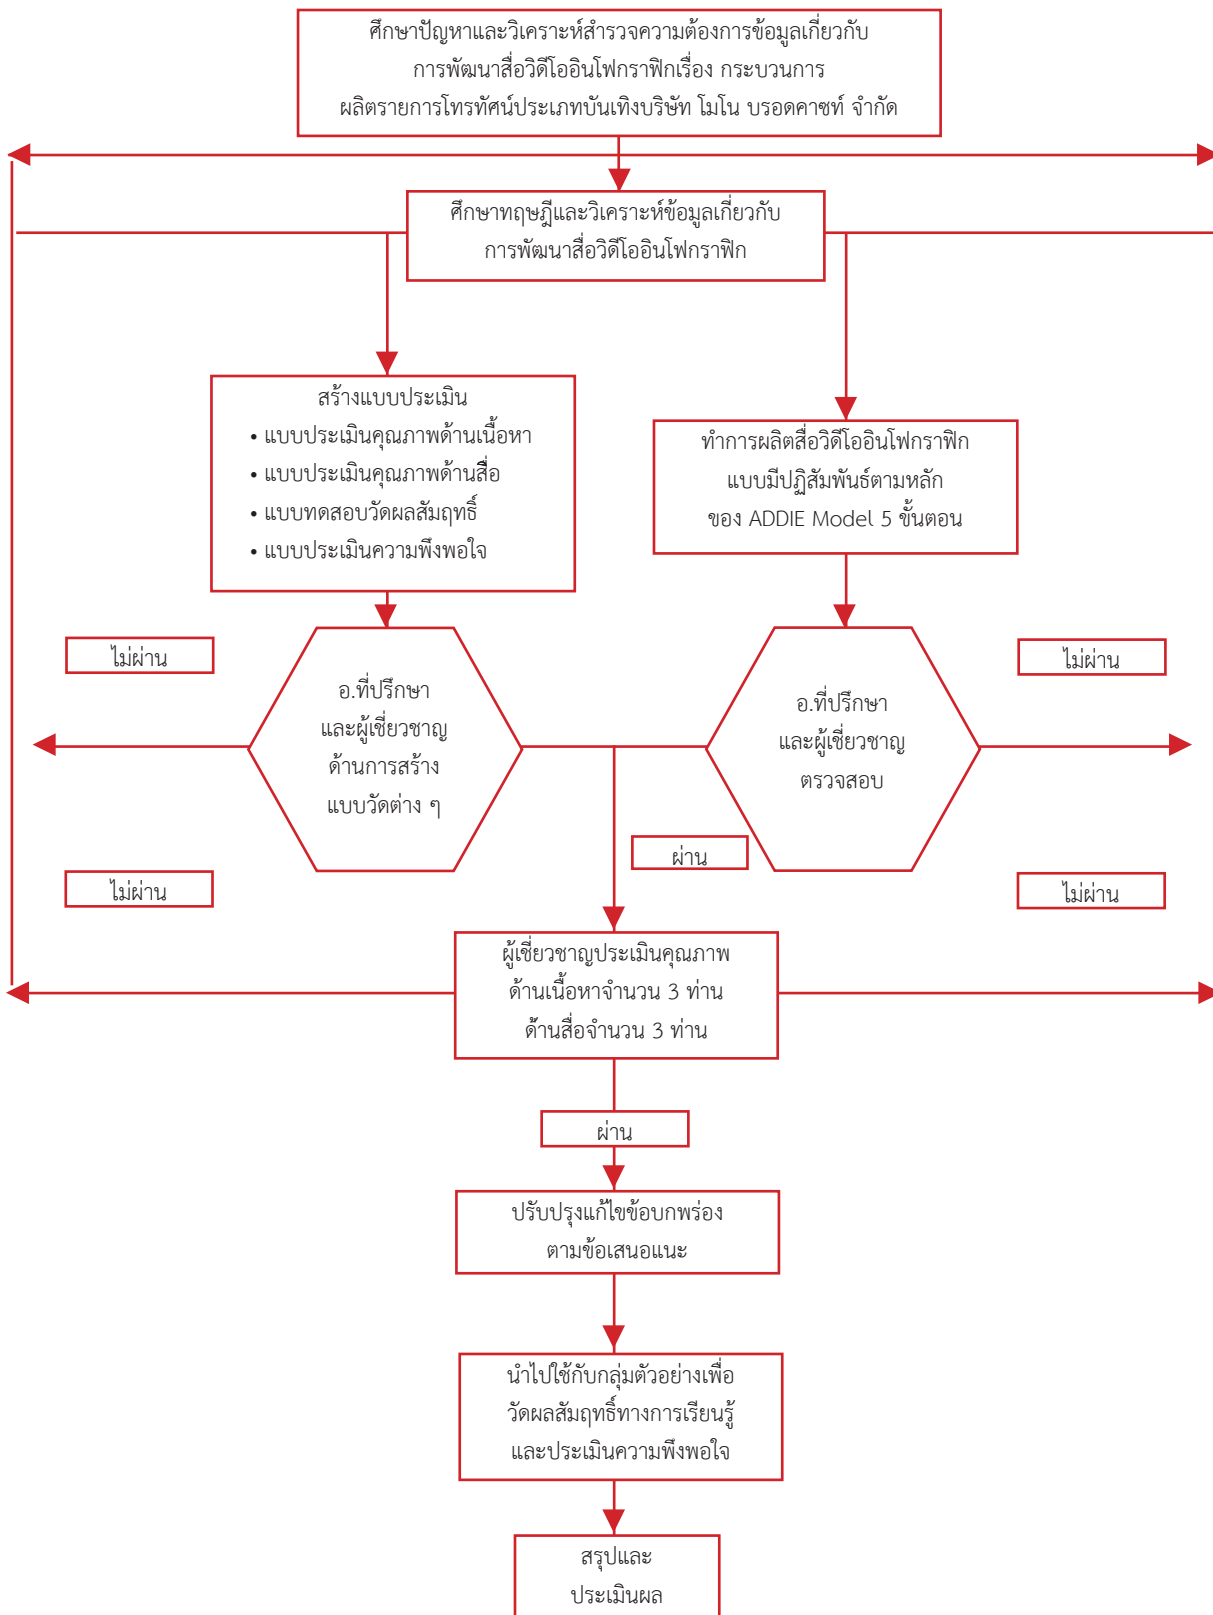 ศึกษาปัญหาและวิเคราะห์สำรวจความต้องการข้อมูลเกี่ยวกับ
การพัฒนาสื่อวิดีโออินโฟกราฟิกเรื่อง กระบวนการ
ผลิตรายการโทรทัศน์ประเภทบันเทิงบริษัท โมโน บรอดคาซท์ จำกัด
ศึกษาทฤษฎีและวิเคราะห์ข้อมูลเกี่ยวกับ
การพัฒนาสื่อวิดีโออินโฟกราฟิก
สร้างแบบประเมิน
• แบบประเมินคุณภาพด้านเนื้อหา
• แบบประเมินคุณภาพด้านสื่อ
• แบบทดสอบวัดผลสัมฤทธิ์
• แบบประเมินความพึงพอใจ
ทำการผลิตสื่อวิดีโออินโฟกราฟิก
แบบมีปฏิสัมพันธ์ตามหลัก
ของ ADDIE Model 5 ขั้นตอน
ไม่ผ่าน
อ.ที่ปรึกษา
และผู้เชี่ยวชาญ
ด้านการสร้าง
แบบวัดต่าง ๆ
อ.ที่ปรึกษา
และผู้เชี่ยวชาญ
ตรวจสอบ
ไม่ผ่าน
ผ่าน
ไม่ผ่าน
ไม่ผ่าน
ผู้เชี่ยวชาญประเมินคุณภาพ
ด้านเนื้อหาจำนวน 3 ท่าน
ด้านสื่อจำนวน 3 ท่าน
ผ่าน
ปรับปรุงแก้ไขข้อบกพร่อง
ตามข้อเสนอแนะ
นำไปใช้กับกลุ่มตัวอย่างเพื่อ
วัดผลสัมฤทธิ์ทางการเรียนรู้
และประเมินความพึงพอใจ
สรุปและ
ประเมินผล